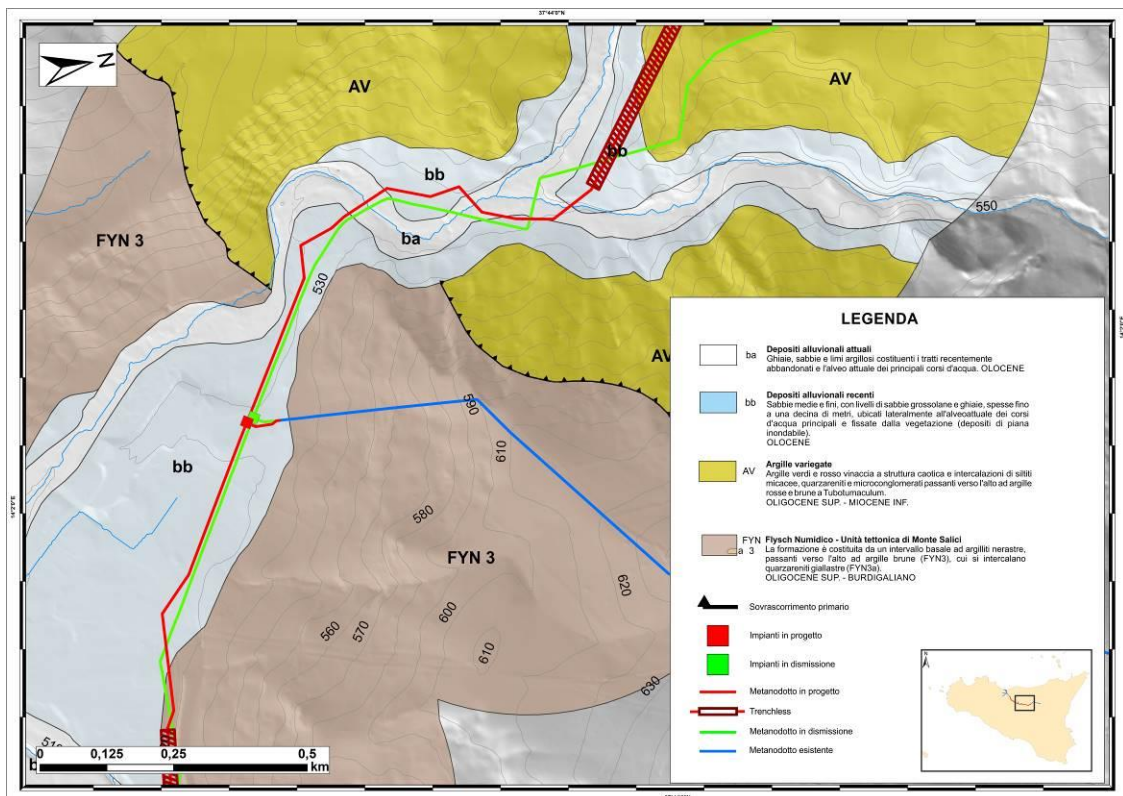 37°44'0"N
N
AV
AV
bb
bb
550
FYN 3
ba
530
AV
590
610
bb
580
FYN 3
620
600
560
570
610
630
510
14°2'0"E
0 0,125 0,25 0,5
km
LEGENDA
ba Depositi alluvionali attuali
Ghiaie, sabbie e limi argillosi costituenti i tratti recentemente
abbandonati e l'alveo attuale dei principali corsi d'acqua. OLOCENE
bb Depositi alluvionali recenti
Sabbie medie e fini, con livelli di sabbie grossolane e ghiaie, spesse fino
a una decina di metri, ubicati lateralmente all'alveoattuale dei corsi
d'acqua principali e fissate dalla vegetazione (depositi di piana
inondabile).
OLOCENE
AV Argille variegate
Argille verdi e rosso vinaccia a struttura caotica e intercalazioni di siltiti
micacee, quarzareniti e microconglomerati passanti verso l'alto ad argille
rosse e brune a Tubotumaculum.
OLIGOCENE SUP. - MIOCENE INF.
FYN Flysch Numidico - Unità tettonica di Monte Salici
a 3 La formazione è costituita da un intervallo basale ad argilliti nerastre,
passanti verso l'alto ad argille brune (FYN3), cui si intercalano
quarzareniti giallastre (FYN3a).
OLIGOCENE SUP. - BURDIGALIANO
Sovrascorrimento primario
Impianti in progetto
Impianti in dismissione
Metanodotto in progetto
Trenchless
Metanodotto in dismissione
Metanodotto esistente
N